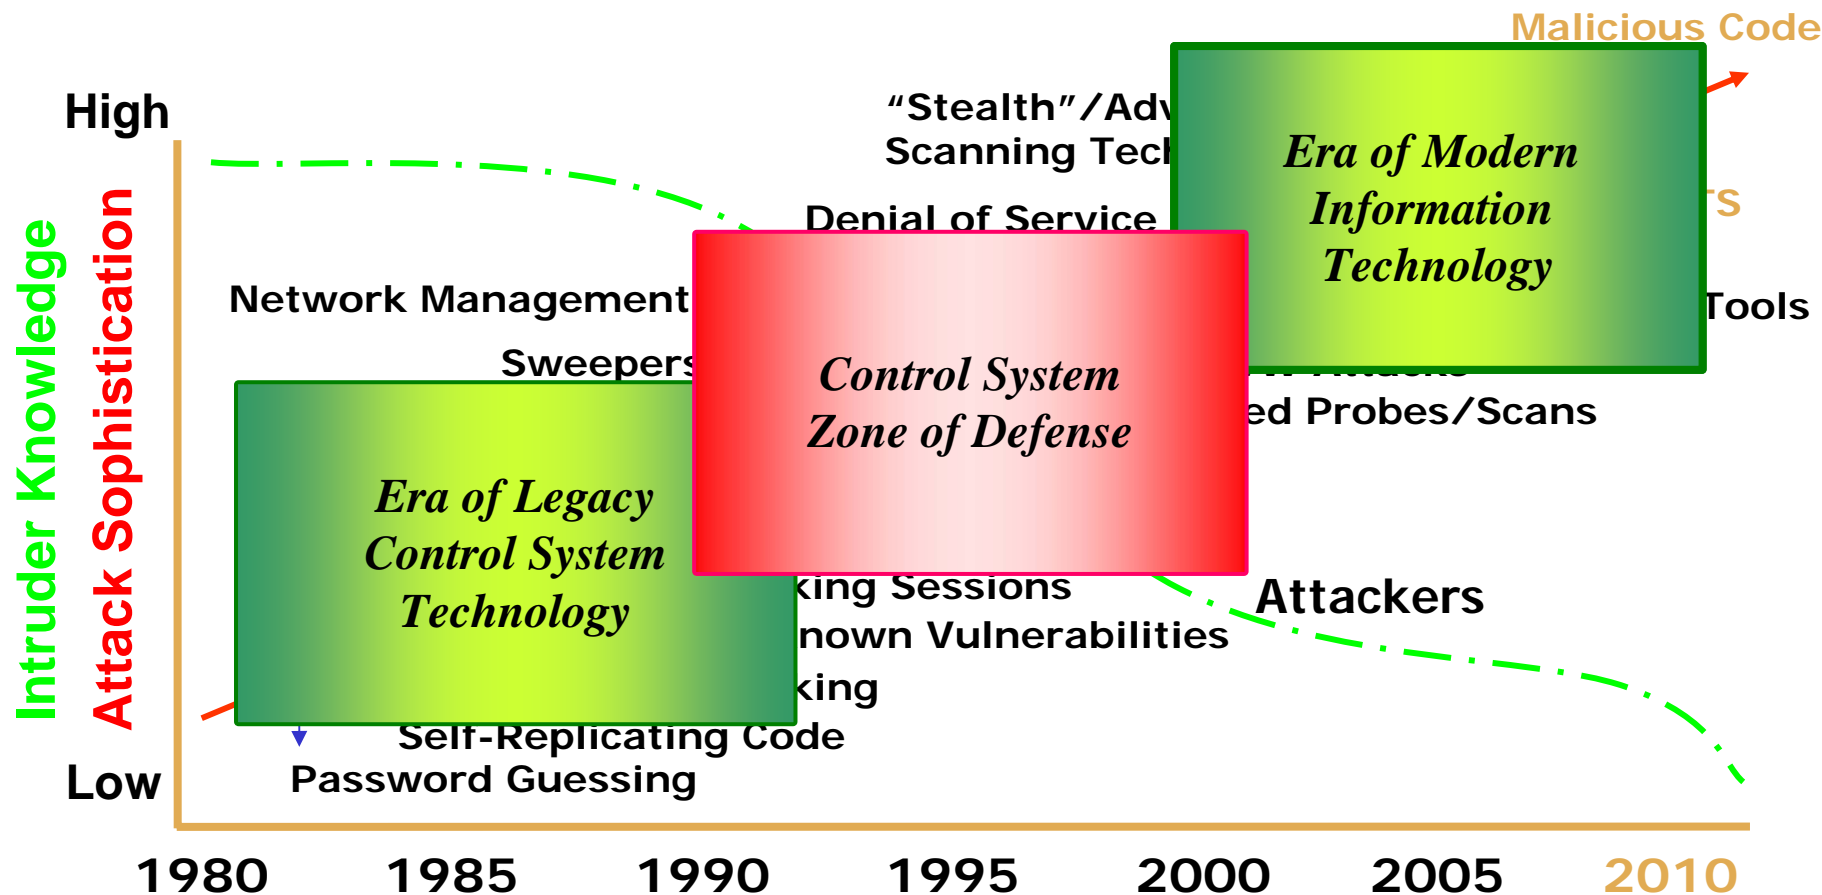 Malicious Code
High
“Stealth”/Adv
Scanning Tech
Era of Modern
Information
Technology
TS
Denial of Service
Intruder Knowledge
Attack Sophistication
Network Management
Tools
Sweepers
Control System
Zone of Defense
Attacks
ed Probes/Scans
Era of Legacy
Control System
Technology
king Sessions
Attackers
nown Vulnerabilities
king
Self-Replicating Code
Low
Password Guessing
1980 1985 1990 1995 2000 2005 2010